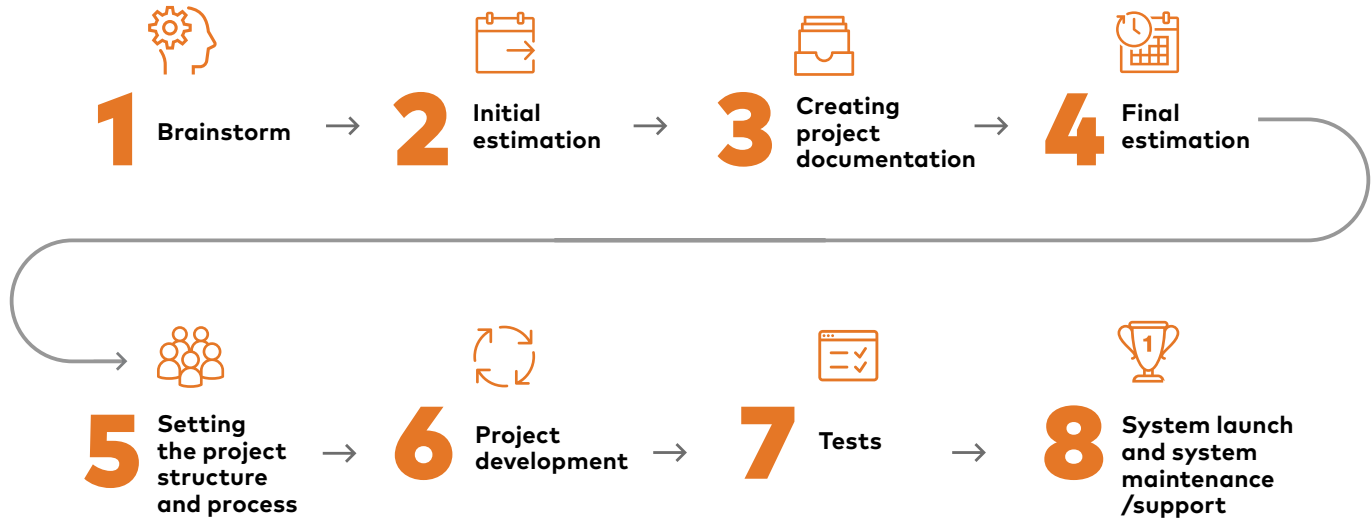 1
Brainstorm
2
Initial
estimation
3
Creating
project
documentation
4
Final
estimation
5
Setting
the project
structure
and process
6
Project
development
7
Tests
1
8
System launch
and system
maintenance
/support